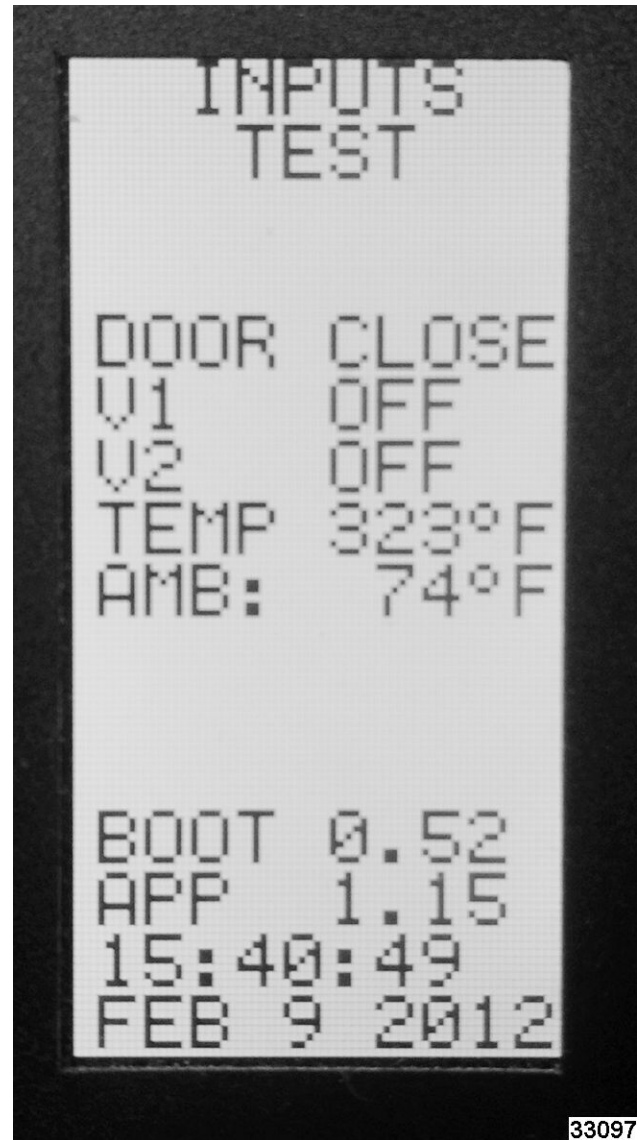 INPUTS
TEST
DOOR CLOSE
V1 OFF
V2 OFF
TEMP 323°F
AMB: 74°F
BOOT 0.52
APP 1.15
15:40:49
FEB 9 2012
33097